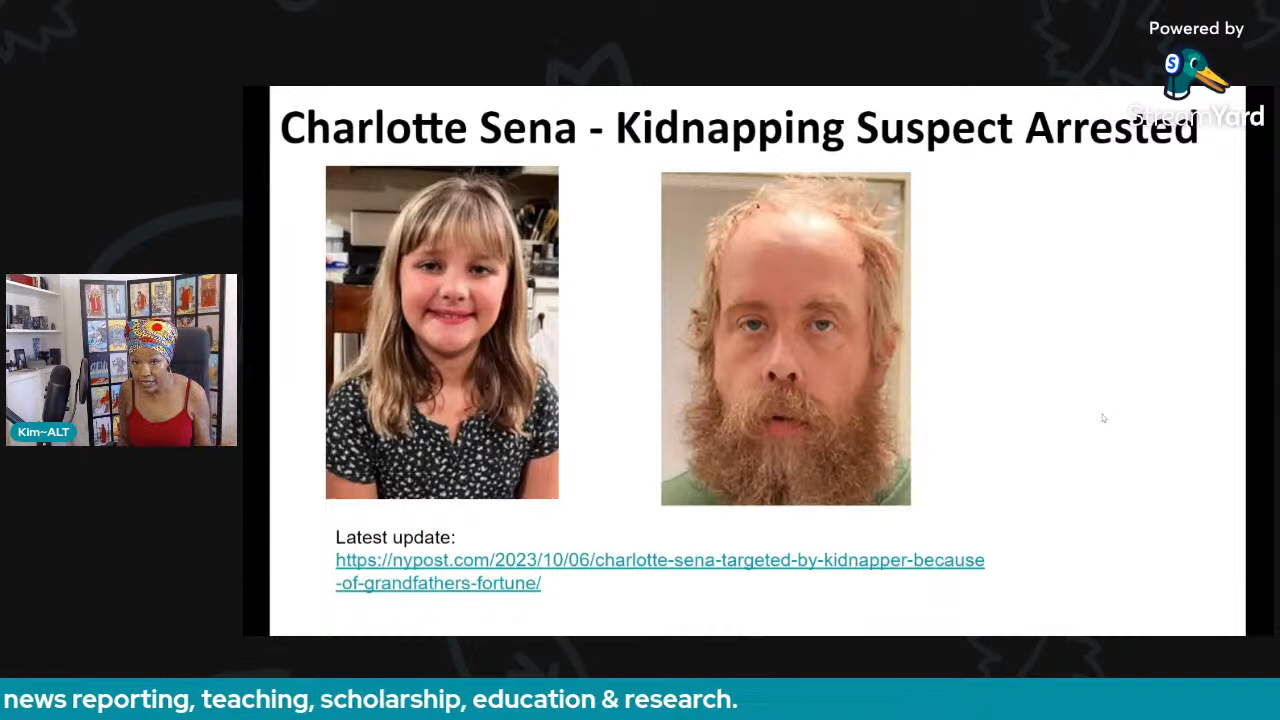 Powered by
StreamYard
Charlotte Sena - Kidnapping Suspect Arrested
Kim~ALT
Latest update:
https://nypost.com/2023/10/06/charlotte-sena-targeted-by-kidnapper-because
-of-grandfathers-fortune/
news reporting, teaching, scholarship, education & research.